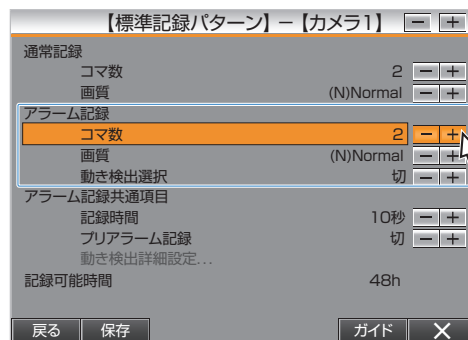 【標準記録パターン】－【カメラ1】 － ＋
通常記録
コマ数 2 － ＋
画質 (N)Normal － ＋
アラーム記録
コマ数 2 － ＋
画質 (N)Normal － ＋
動き検出選択 切 － ＋
アラーム記録共通項目
記録時間 10秒 － ＋
プリアラーム記録 切 － ＋
動き検出詳細設定...
記録可能時間 48h
戻る 保存 ガイド ×